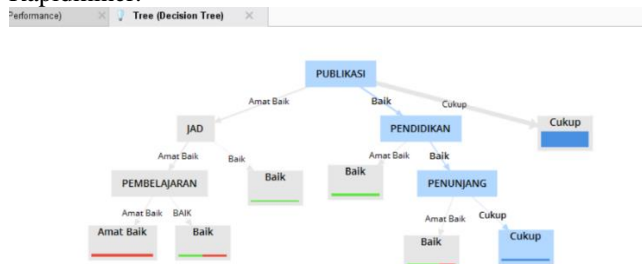 Rapidminer.
Performance)
Tree (Decision Tree)
PUBLIKASI
Amat Baik
Baik
Cukup
JAD
PENDIDIKAN
Cukup
Amat Baik
Baik
Amat Baik
Baik
PEMBELAJARAN
Baik
Baik
PENUNJANG
Amat Baik
BAIK
Amat Baik
Cukup
Amat Baik
Baik
Baik
Cukup